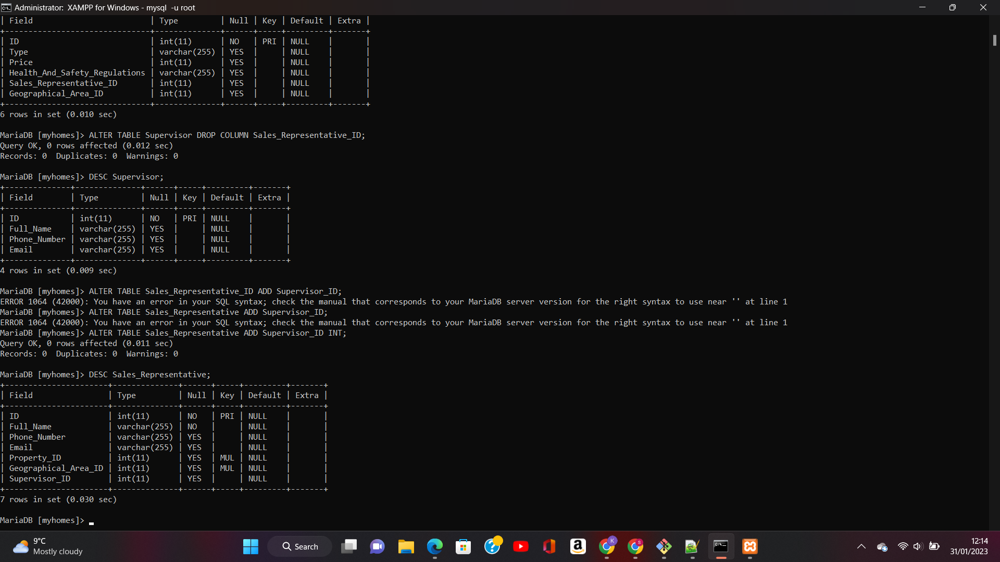 Administrator:  XAMPP for Windows - mysql  -u root
| Field                        | Type         | Null | Key | Default | Extra |
+------------------------------+--------------+------+-----+---------+-------+
| ID                           | int(11)      | NO   | PRI | NULL    |       |
| Type                         | varchar(255) | YES  |     | NULL    |       |
| Price                        | int(11)      | YES  |     | NULL    |       |
| Health_And_Safety_Regulations | varchar(255) | YES  |     | NULL    |       |
| Sales_Representative_ID      | int(11)      | YES  |     | NULL    |       |
| Geographical_Area_ID         | int(11)      | YES  |     | NULL    |       |
+------------------------------+--------------+------+-----+---------+-------+
6 rows in set (0.010 sec)
MariaDB [myhomes]> ALTER TABLE Supervisor DROP COLUMN Sales_Representative_ID;
Query OK, 0 rows affected (0.012 sec)
Records: 0  Duplicates: 0  Warnings: 0
MariaDB [myhomes]> DESC Supervisor;
+--------------+--------------+------+-----+---------+-------+
| Field        | Type         | Null | Key | Default | Extra |
+--------------+--------------+------+-----+---------+-------+
| ID           | int(11)      | NO   | PRI | NULL    |       |
| Full_Name    | varchar(255) | YES  |     | NULL    |       |
| Phone_Number | varchar(255) | YES  |     | NULL    |       |
| Email        | varchar(255) | YES  |     | NULL    |       |
+--------------+--------------+------+-----+---------+-------+
4 rows in set (0.009 sec)
MariaDB [myhomes]> ALTER TABLE Sales_Representative_ID ADD Supervisor_ID;
ERROR 1064 (42000): You have an error in your SQL syntax; check the manual that corresponds to your MariaDB server version for the right syntax to use near '' at line 1
MariaDB [myhomes]> ALTER TABLE Sales_Representative ADD Supervisor_ID;
ERROR 1064 (42000): You have an error in your SQL syntax; check the manual that corresponds to your MariaDB server version for the right syntax to use near '' at line 1
MariaDB [myhomes]> ALTER TABLE Sales_Representative ADD Supervisor_ID INT;
Query OK, 0 rows affected (0.011 sec)
Records: 0  Duplicates: 0  Warnings: 0
MariaDB [myhomes]> DESC Sales_Representative;
+----------------------+--------------+------+-----+---------+-------+
| Field                | Type         | Null | Key | Default | Extra |
+----------------------+--------------+------+-----+---------+-------+
| ID                   | int(11)      | NO   | PRI | NULL    |       |
| Full_Name            | varchar(255) | NO   |     | NULL    |       |
| Phone_Number         | varchar(255) | YES  |     | NULL    |       |
| Email                | varchar(255) | YES  |     | NULL    |       |
| Property_ID          | int(11)      | YES  | MUL | NULL    |       |
| Geographical_Area_ID | int(11)      | YES  | MUL | NULL    |       |
| Supervisor_ID        | int(11)      | YES  |     | NULL    |       |
+----------------------+--------------+------+-----+---------+-------+
7 rows in set (0.030 sec)
MariaDB [myhomes]> _
9°C
Mostly cloudy
Search
12:14
31/01/2023